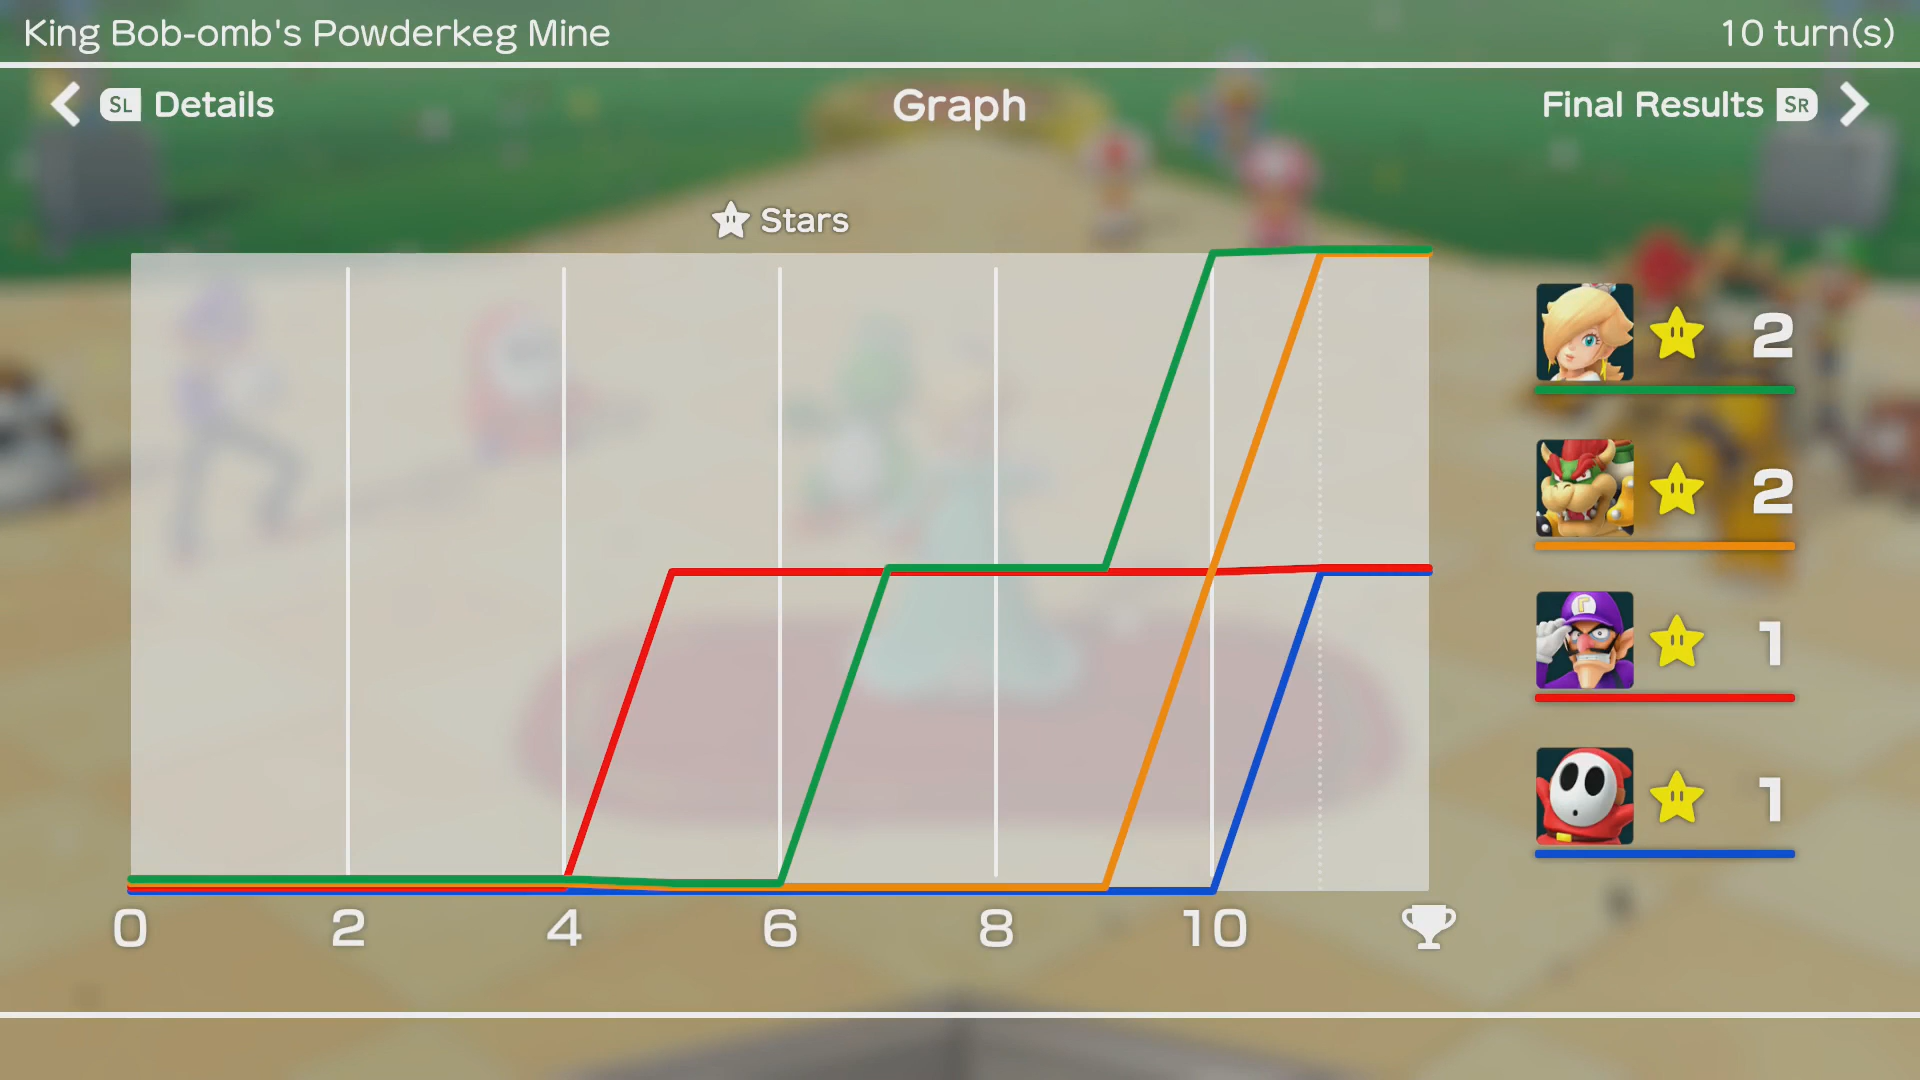 King Bob-omb's Powderkeg Mine
10 turn(s)
SL Details
Graph
Final Results SR
Stars
2
2
1
1
0 2 4 6 8 10